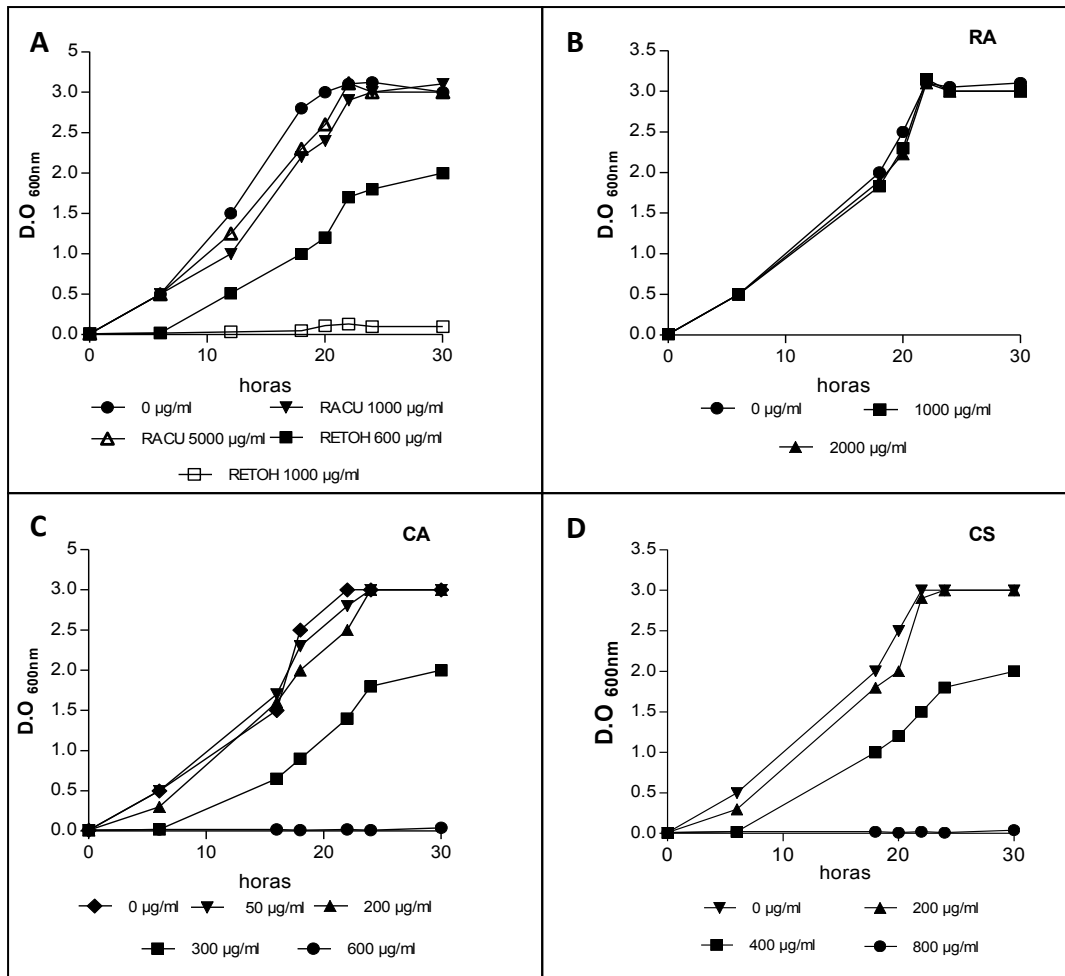 A
5
3.0
2.5
2.0
1.5
1.0
0.5
0.0
D.O 600nm
0 10 20 30
horas
0 µg/ml RACU 1000 µg/ml
RACU 5000 µg/ml RETOH 600 µg/ml
RETOH 1000 µg/ml
B RA
3.5
3.0
2.5
2.0
1.5
1.0
0.5
0.0
D.O 600nm
0 10 20 30
horas
0 µg/ml 1000 µg/ml
2000 µg/ml
C CA
5
3.0
2.5
2.0
1.5
1.0
0.5
0.0
D.O 600nm
0 10 20 30
horas
0 µg/ml 50 µg/ml 200 µg/ml
300 µg/ml 600 µg/ml
D CS
3.5
3.0
2.5
2.0
1.5
1.0
0.5
0.0
D.O 600nm
0 10 20 30
horas
0 µg/ml 200 µg/ml
400 µg/ml 800 µg/ml